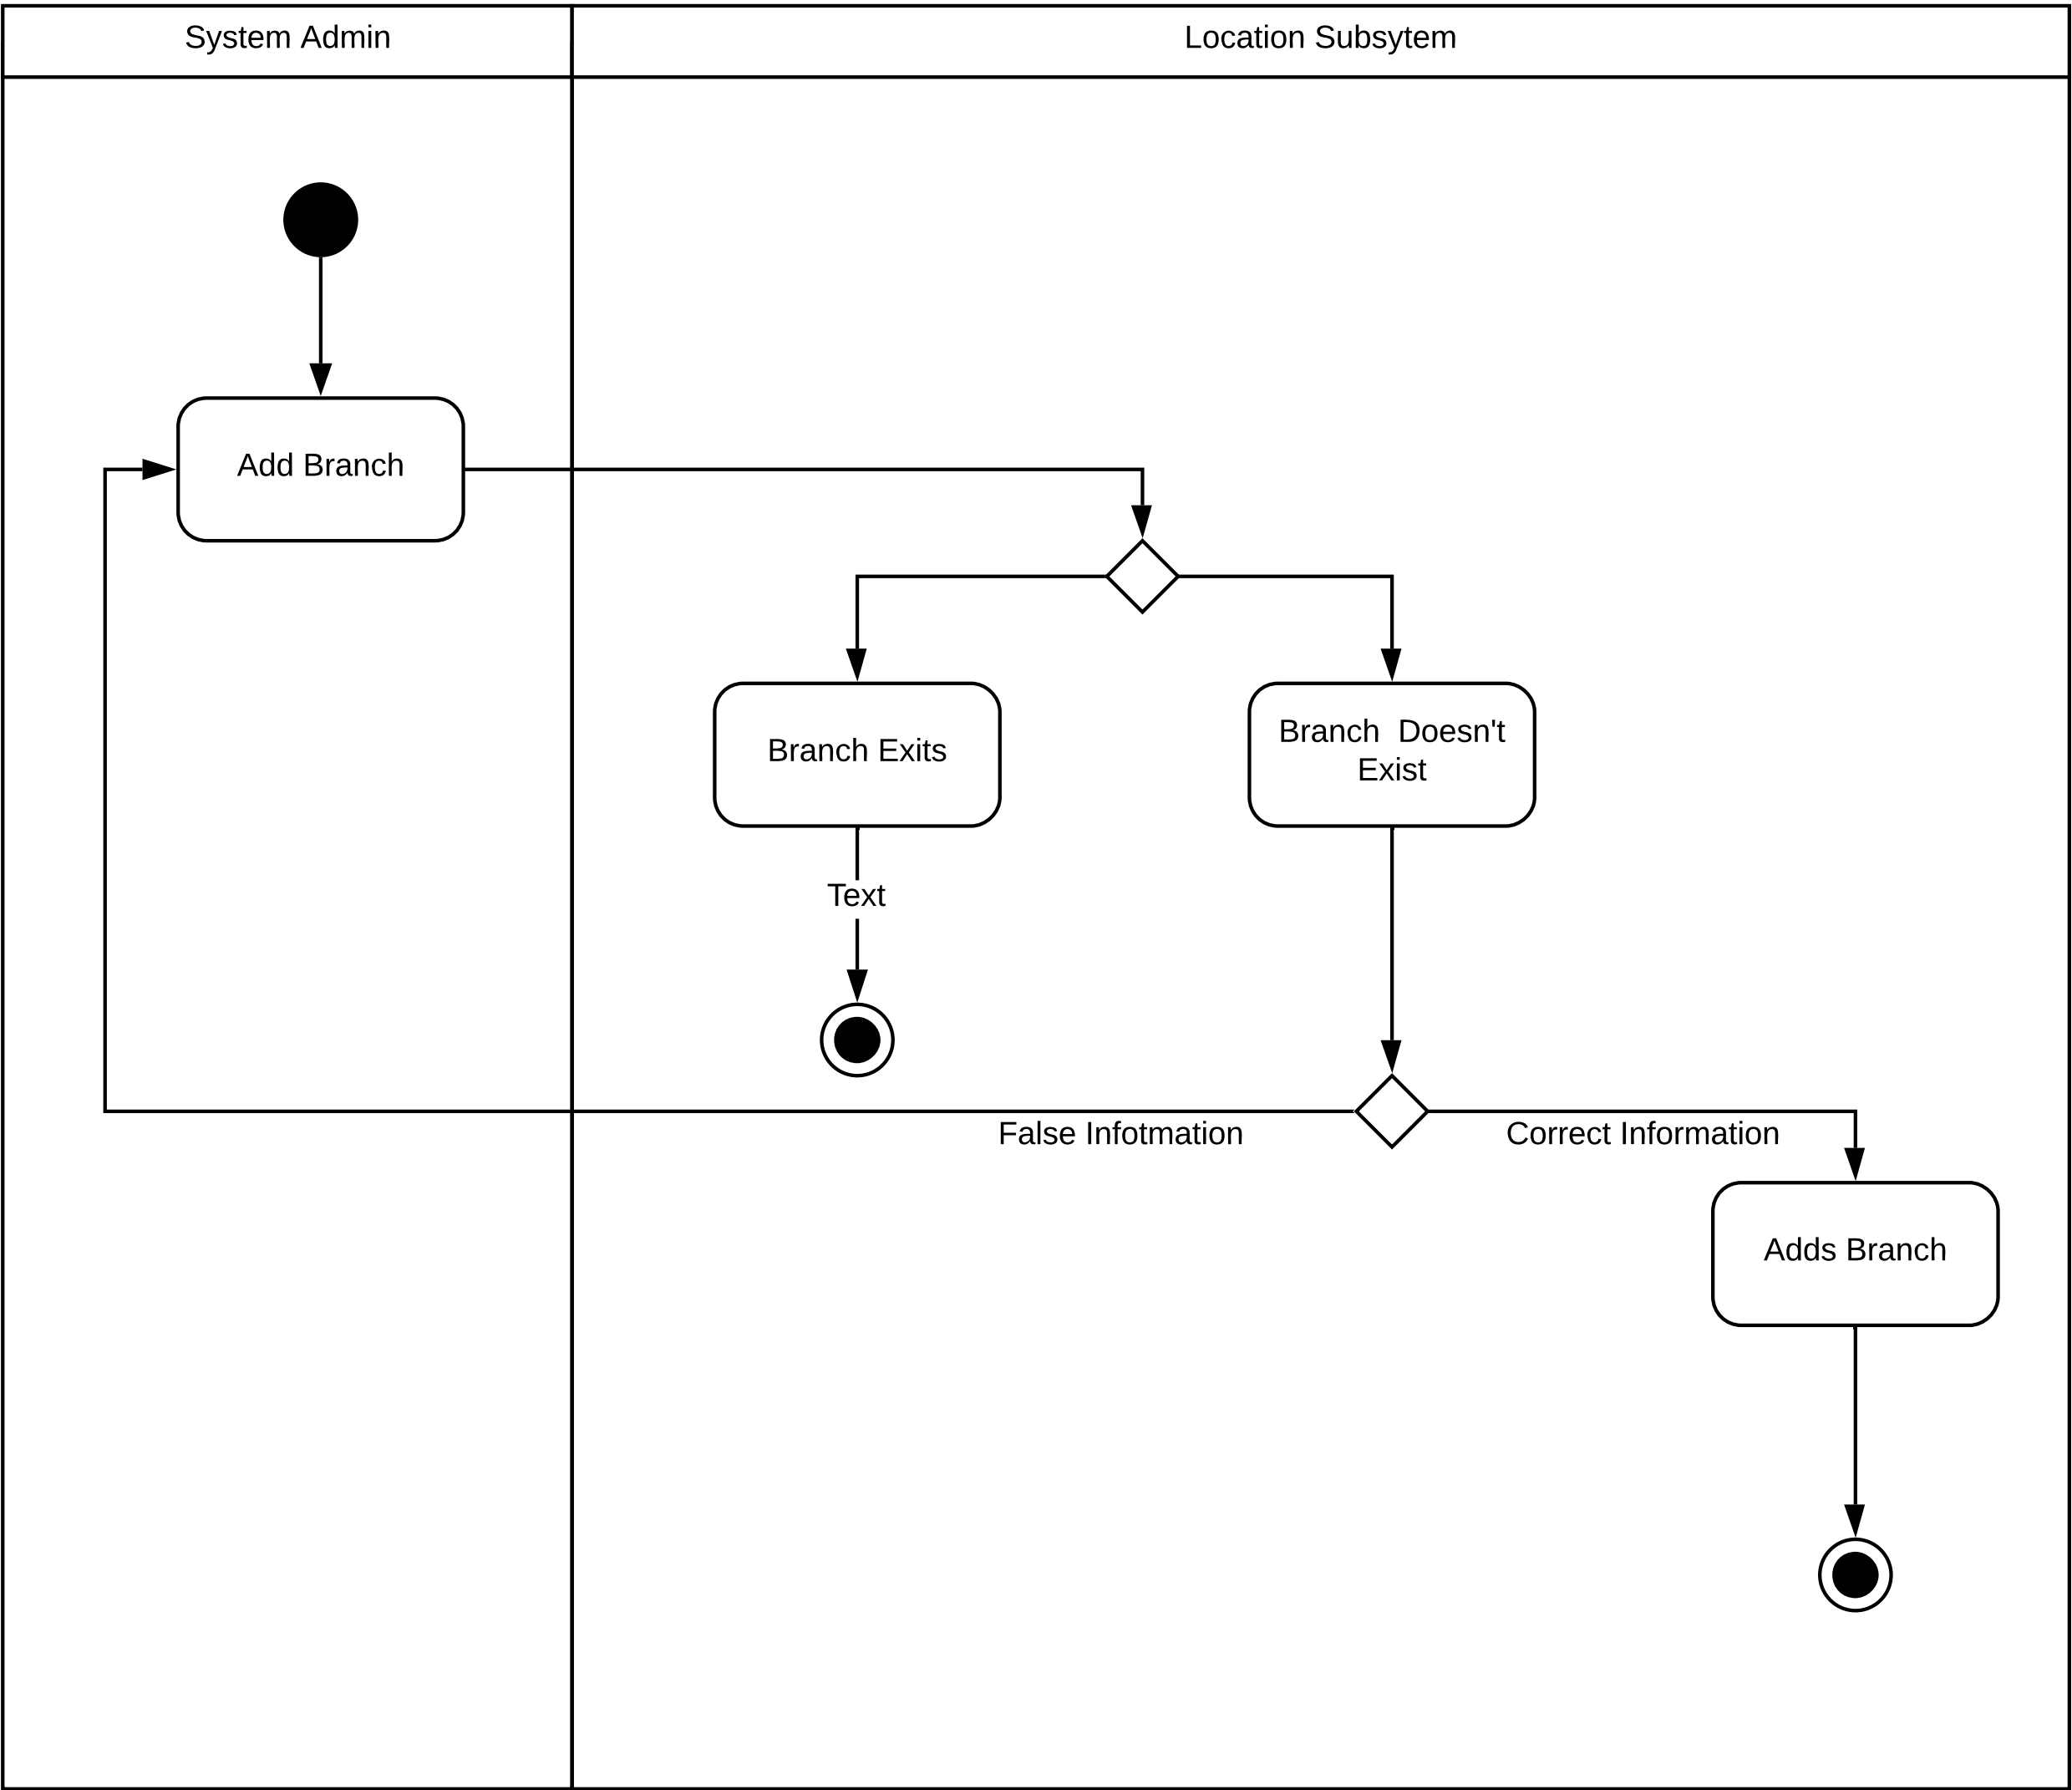 System Admin
Location Subsytem
Add Branch
Branch Exits
Branch  Doesn't
Exist
Text
False Infotmation
Correct Information
Adds Branch